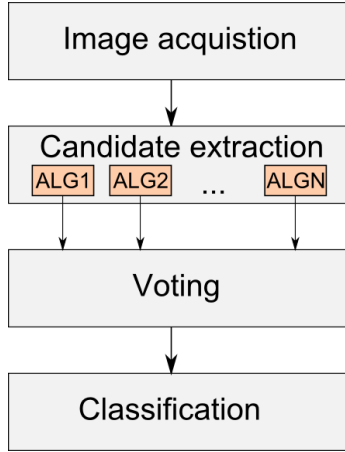 Image acquistion
Candidate extraction
ALG1 ALG2 ... ALGN
Voting
Classification